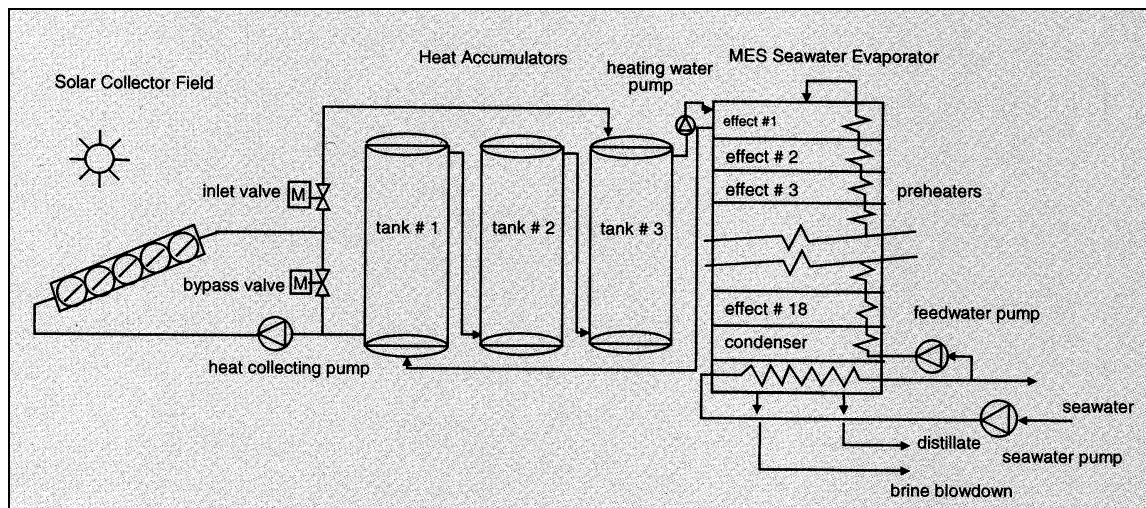 Heat Accumulators
MES Seawater Evaporator
Solar Collector Field
heating water
pump
effect #1
effect # 2
effect # 3
preheaters
inlet valve
M
tank # 1
tank # 2
tank # 3
bypass valve
M
effect # 18
feedwater pump
condenser
heat collecting pump
seawater
distillate
seawater pump
brine blowdown